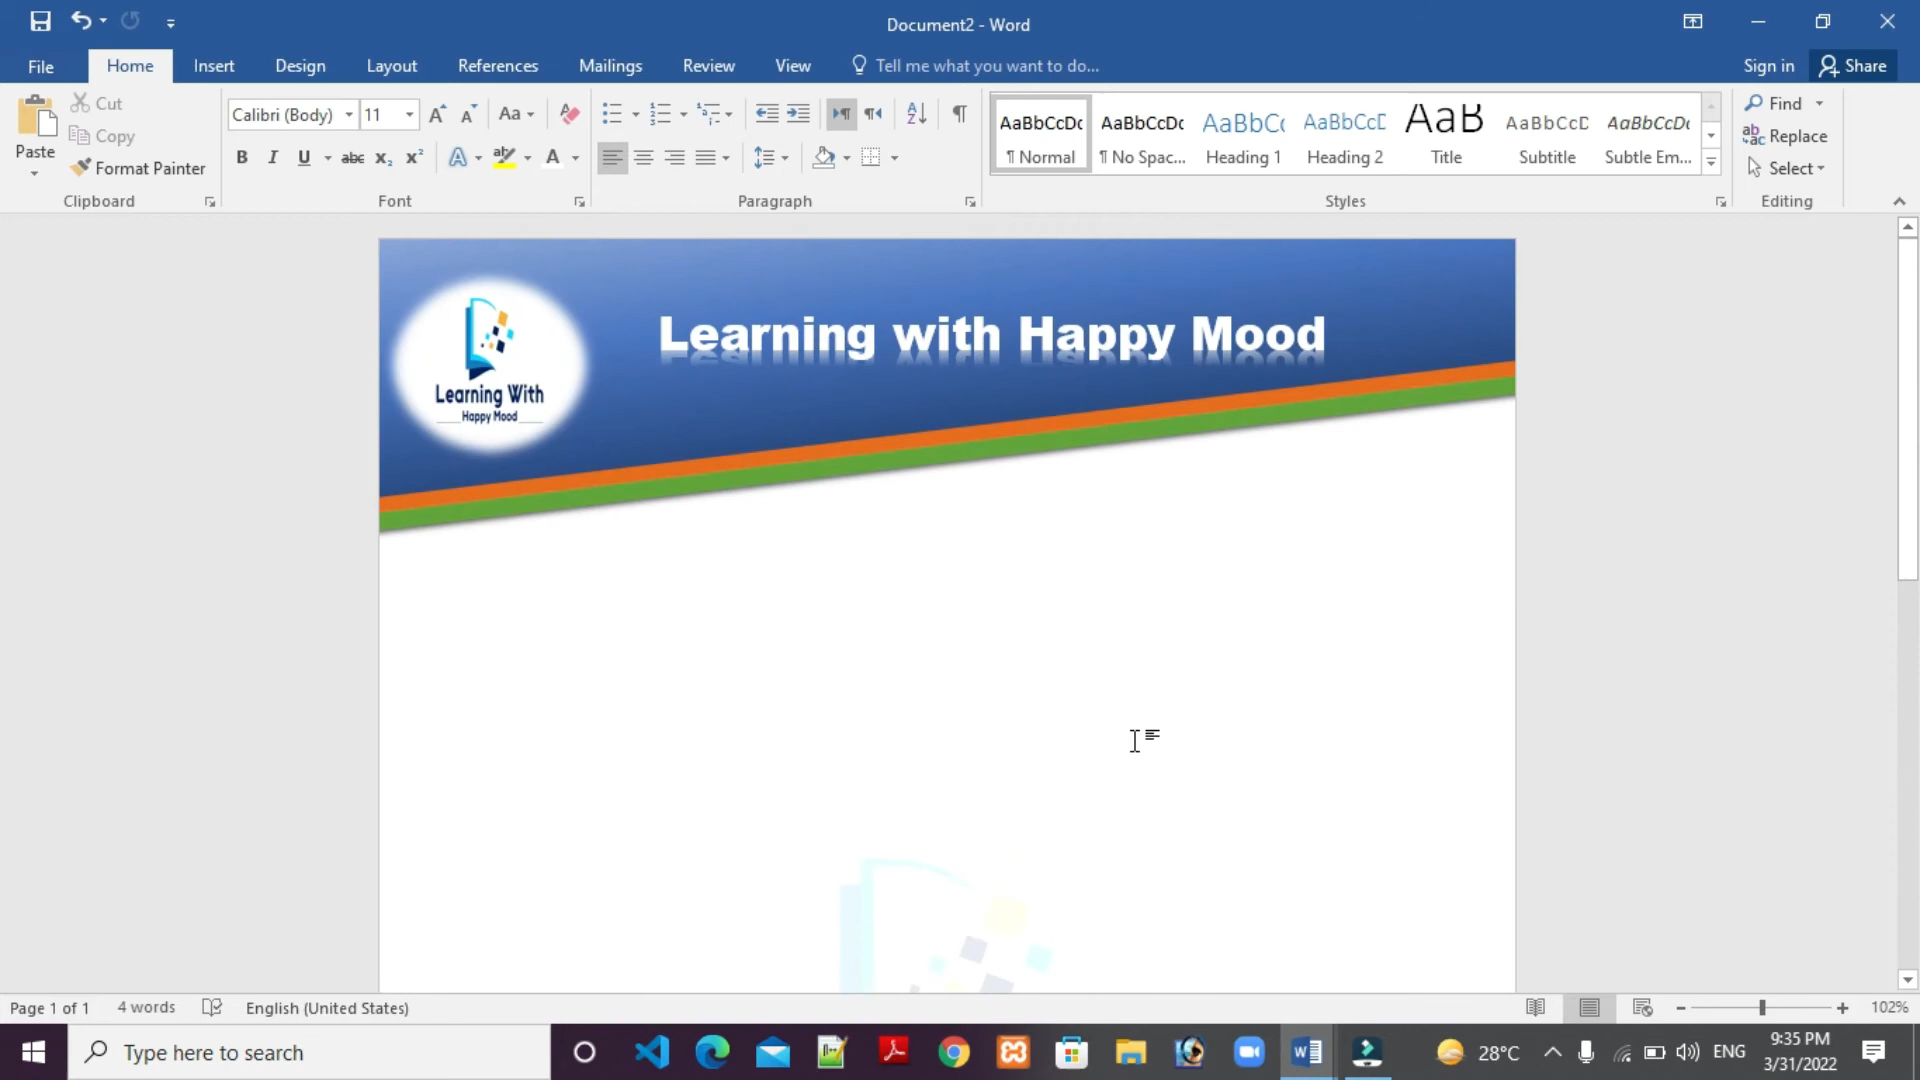 Document2 - Word
File Home Insert Design Layout References Mailings Review View Tell me what you want to do... Sign in Share
Paste Cut Copy Format Painter
Calibri (Body) 11 Aa
B I U abc X₂ X² A ab A
AaBbCcDc AaBbCcDc AaBbCc AaBbCcD AaB AaBbCcD AaBbCcDc
¶ Normal ¶ No Spac... Heading 1 Heading 2 Title Subtitle Subtle Em...
Find Replace Select
Clipboard Font Paragraph Styles Editing
Learning with Happy Mood
Learning With
Happy Mood
Page 1 of 1 4 words English (United States) 102%
Type here to search
28°C ENG 9:35 PM
3/31/2022